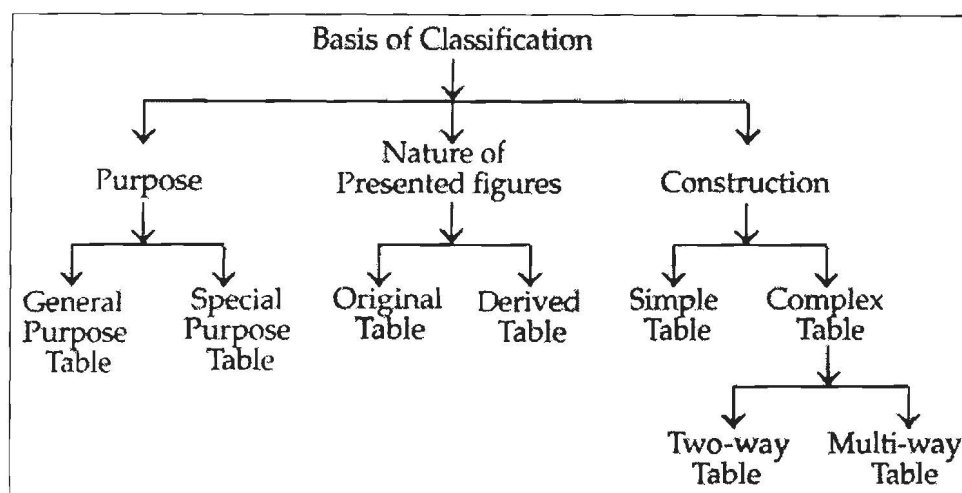 Basis of Classification
Purpose
Nature of
Presented figures
Construction
General
Purpose
Table
Special
Purpose
Table
Original
Table
Derived
Table
Simple
Table
Complex
Table
Two-way
Table
Multi-way
Table